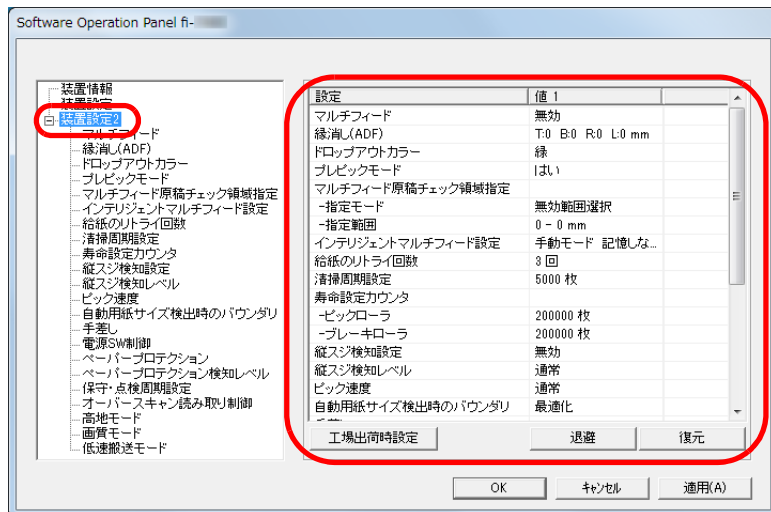 Software Operation Panel fi-
装置情報
装置設定
装置設定2
マルチフィード
縁消し(ADF)
ドロップアウトカラー
プレピックモード
マルチフィード原稿チェック領域指定
インテリジェントマルチフィード設定
給紙のリトライ回数
清掃周期設定
寿命設定カウンタ
縦スジ検知設定
縦スジ検知レベル
ピック速度
自動用紙サイズ検出時のバウンダリ
手差し
電源SW制御
ペーパープロテクション
ペーパープロテクション検知レベル
保守・点検周期設定
オーバースキャン読み取り制御
高地モード
画質モード
低速搬送モード
設定 値 1
マルチフィード 無効
縁消し(ADF) T:0 B:0 R:0 L:0 mm
ドロップアウトカラー 緑
プレピックモード はい
マルチフィード原稿チェック領域指定
-指定モード 無効範囲選択
-指定範囲 0 - 0 mm
インテリジェントマルチフィード設定 手動モード 記憶しな...
給紙のリトライ回数 3 回
清掃周期設定 5000 枚
寿命設定カウンタ
-ピックローラ 200000 枚
-ブレーキローラ 200000 枚
縦スジ検知設定 無効
縦スジ検知レベル 通常
ピック速度 通常
自動用紙サイズ検出時のバウンダリ 最適化
工場出荷時設定 退避 復元
OK キャンセル 適用(A)